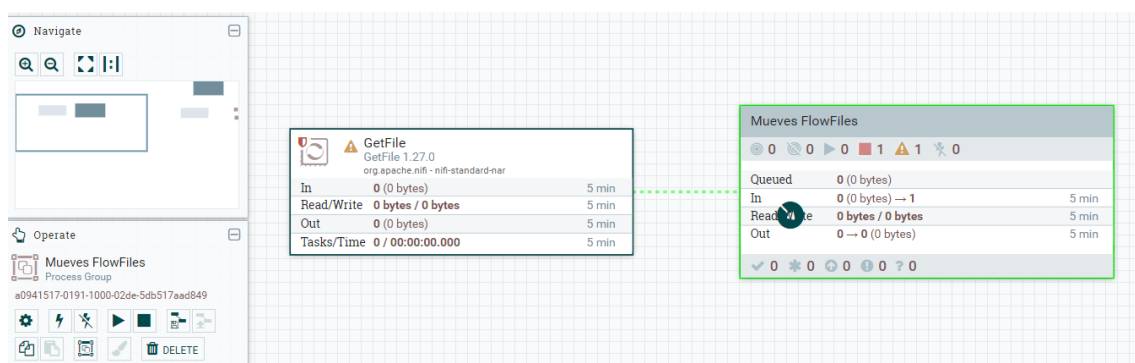 Navigate
Operate
Mueves FlowFiles
Process Group
a0941517-0191-1000-02de-5db517aad849
DELETE
GetFile
GetFile 1.27.0
org.apache.nifi - nifi-standard-nar
In 0 (0 bytes) 5 min
Read/Write 0 bytes / 0 bytes 5 min
Out 0 (0 bytes) 5 min
Tasks/Time 0 / 00:00:00.000 5 min
Mueves FlowFiles
0 0 0 1 1 0
Queued 0 (0 bytes)
In 0 (0 bytes) → 1 5 min
0 bytes / 0 bytes 5 min
Out 0 → 0 (0 bytes) 5 min
0 0 0 0 ? 0